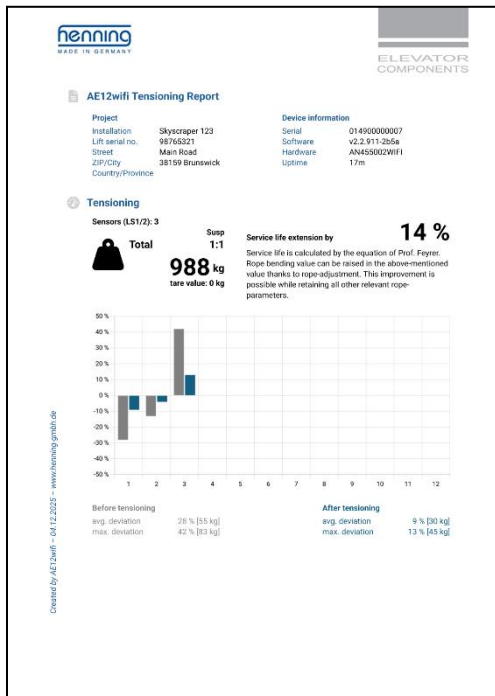 henning
MADE IN GERMANY
ELEVATOR
COMPONENTS
AE12wifi Tensioning Report
Project
Installation Skyscraper 123
Lift serial no. 98765321
Street Main Road
ZIP/City 38159 Brunswick
Country/Province
Device information
Serial 014900000007
Software v2.2.911-2b5a
Hardware AN455002WIFI
Uptime 17m
Tensioning
Sensors (LS1/2): 3
Susp
Total 1:1
988 kg
tare value: 0 kg
Service life extension by 14 %
Service life is calculated by the equation of Prof. Feyrer.
Rope bending value can be raised in the above-mentioned
value thanks to rope-adjustment. This improvement is
possible while retaining all other relevant rope-
parameters.
50 %
40 %
30 %
20 %
10 %
0 %
-10 %
-20 %
-30 %
-40 %
-50 %
1 2 3 4 5 6 7 8 9 10 11 12
Before tensioning
avg. deviation 28 % [55 kg]
max. deviation 42 % [83 kg]
After tensioning
avg. deviation 9 % [30 kg]
max. deviation 13 % [45 kg]
Created by AE12wifi – 04.12.2025 – www.henning-gmbh.de